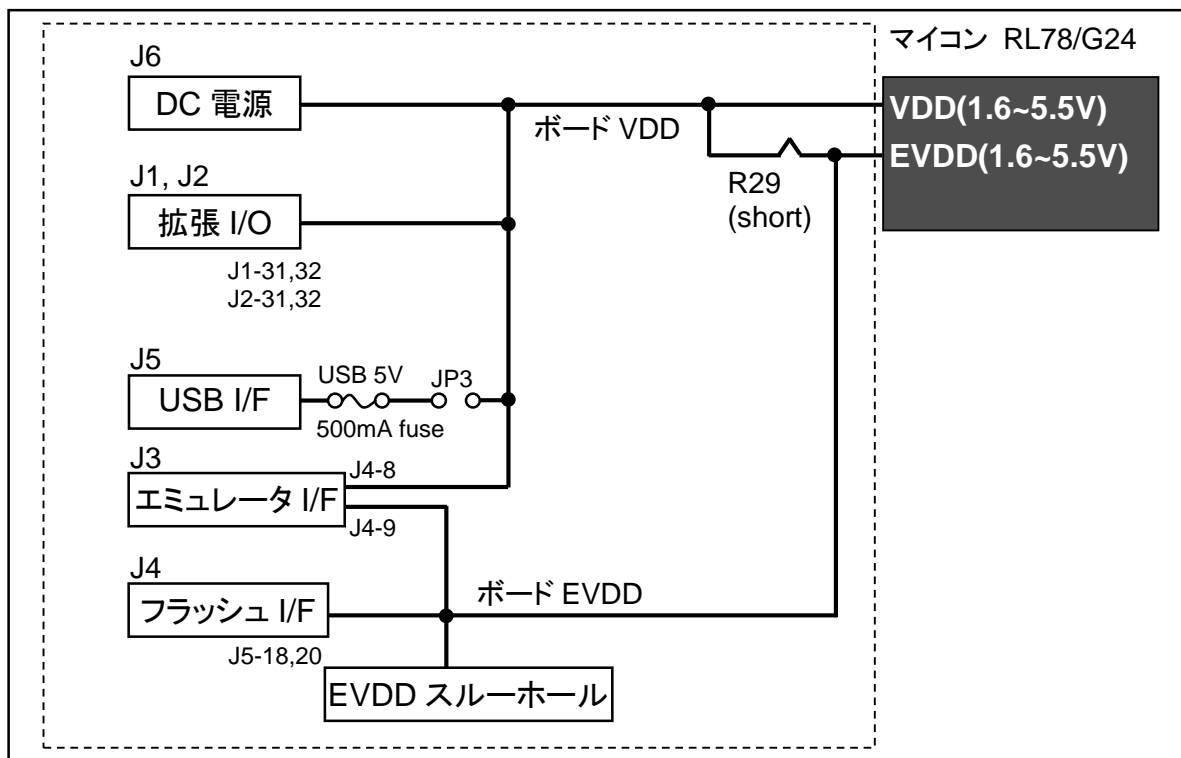 マイコン RL78/G24
J6
DC 電源
VDD(1.6~5.5V)
ボード VDD
EVDD(1.6~5.5V)
J1, J2
R29
(short)
拡張 I/O
J1-31,32
J2-31,32
J5
USB 5V
JP3
USB I/F
500mA fuse
J3
J4-8
エミュレータ I/F
J4-9
J4
ボード EVDD
フラッシュ I/F
J5-18,20
EVDD スルーホール